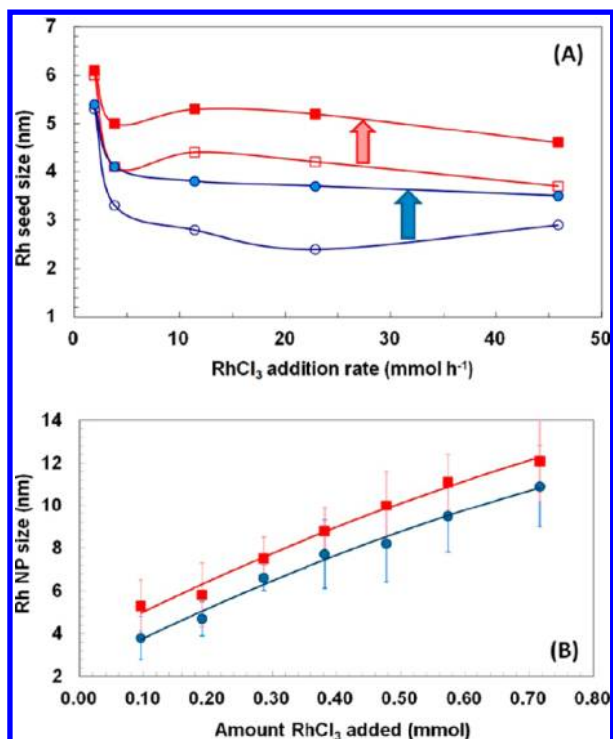 7
6
5
4
3
2
1
Rh seed size (nm)
(A)
0 10 20 30 40 50
RhCl₃ addition rate (mmol h⁻¹)
14
12
10
8
6
4
2
Rh NP size (nm)
(B)
0.00 0.10 0.20 0.30 0.40 0.50 0.60 0.70 0.80
Amount RhCl₃ added (mmol)